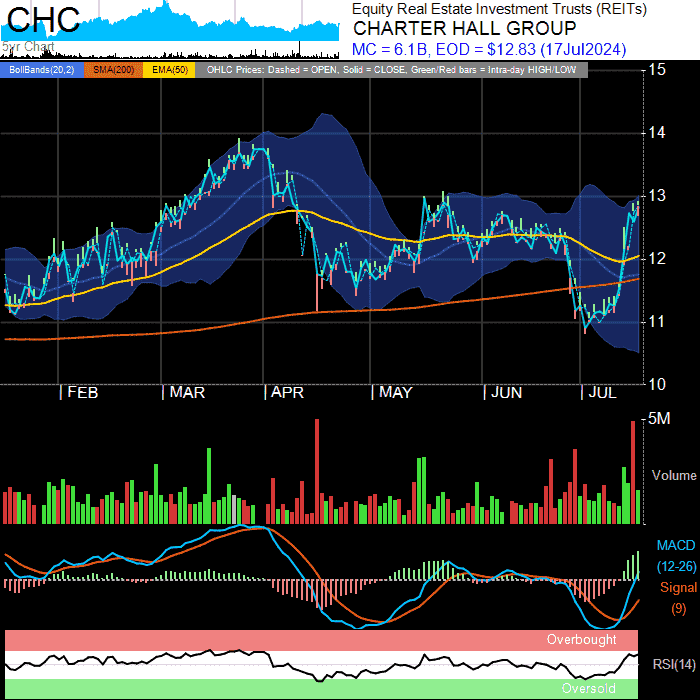 CHC
5yr Chart
Equity Real Estate Investment Trusts (REITs)
CHARTER HALL GROUP
MC = 6.1B, EOD = $12.83 (17Jul2024)
BollBands(20,2) SMA(200) EMA(50) OHLC Prices: Dashed = OPEN, Solid = CLOSE, Green/Red bars = Intra-day HIGH/LOW
15
14
13
12
11
10
FEB MAR APR MAY JUN JUL
5M
Volume
MACD
(12-26)
Signal
(9)
Overbought
RSI(14)
Oversold